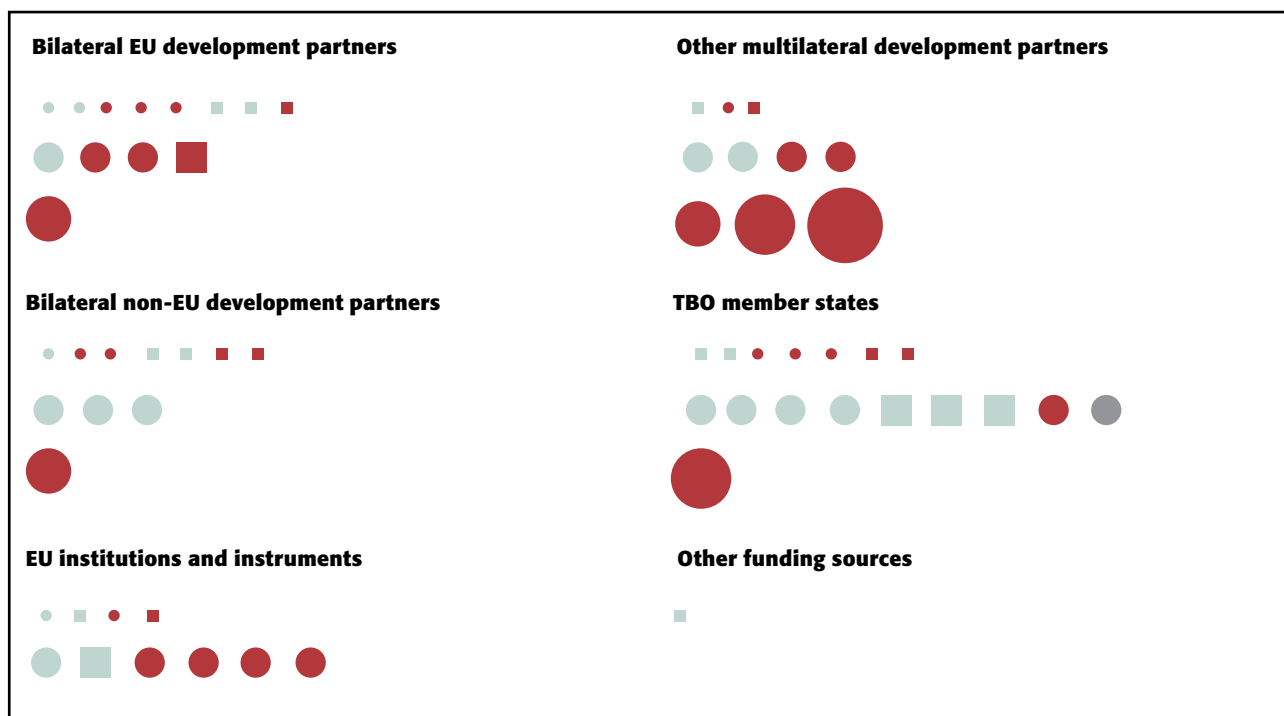 Bilateral EU development partners
Other multilateral development partners
Bilateral non-EU development partners
TBO member states
EU institutions and instruments
Other funding sources